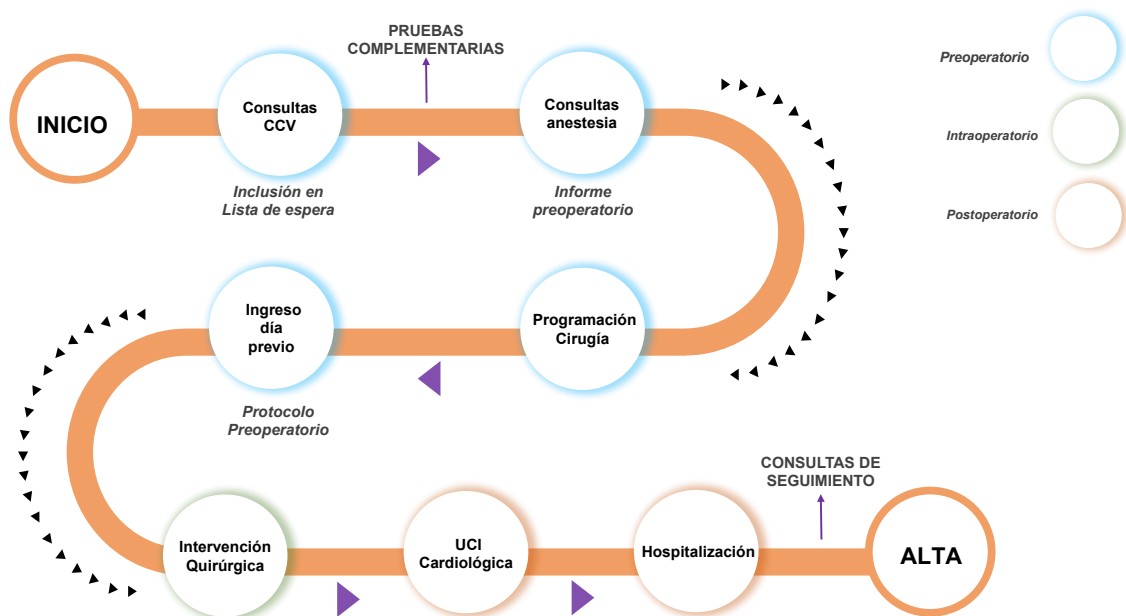 INICIO
Consultas
CCV
Inclusión en
Lista de espera
PRUEBAS
COMPLEMENTARIAS
Consultas
anestesia
Informe
preoperatorio
Preoperatorio
Intraoperatorio
Postoperatorio
Programación
Cirugía
Ingreso
día
previo
Protocolo
Preoperatorio
Intervención
Quirúrgica
UCI
Cardiológica
Hospitalización
CONSULTAS DE
SEGUIMIENTO
ALTA